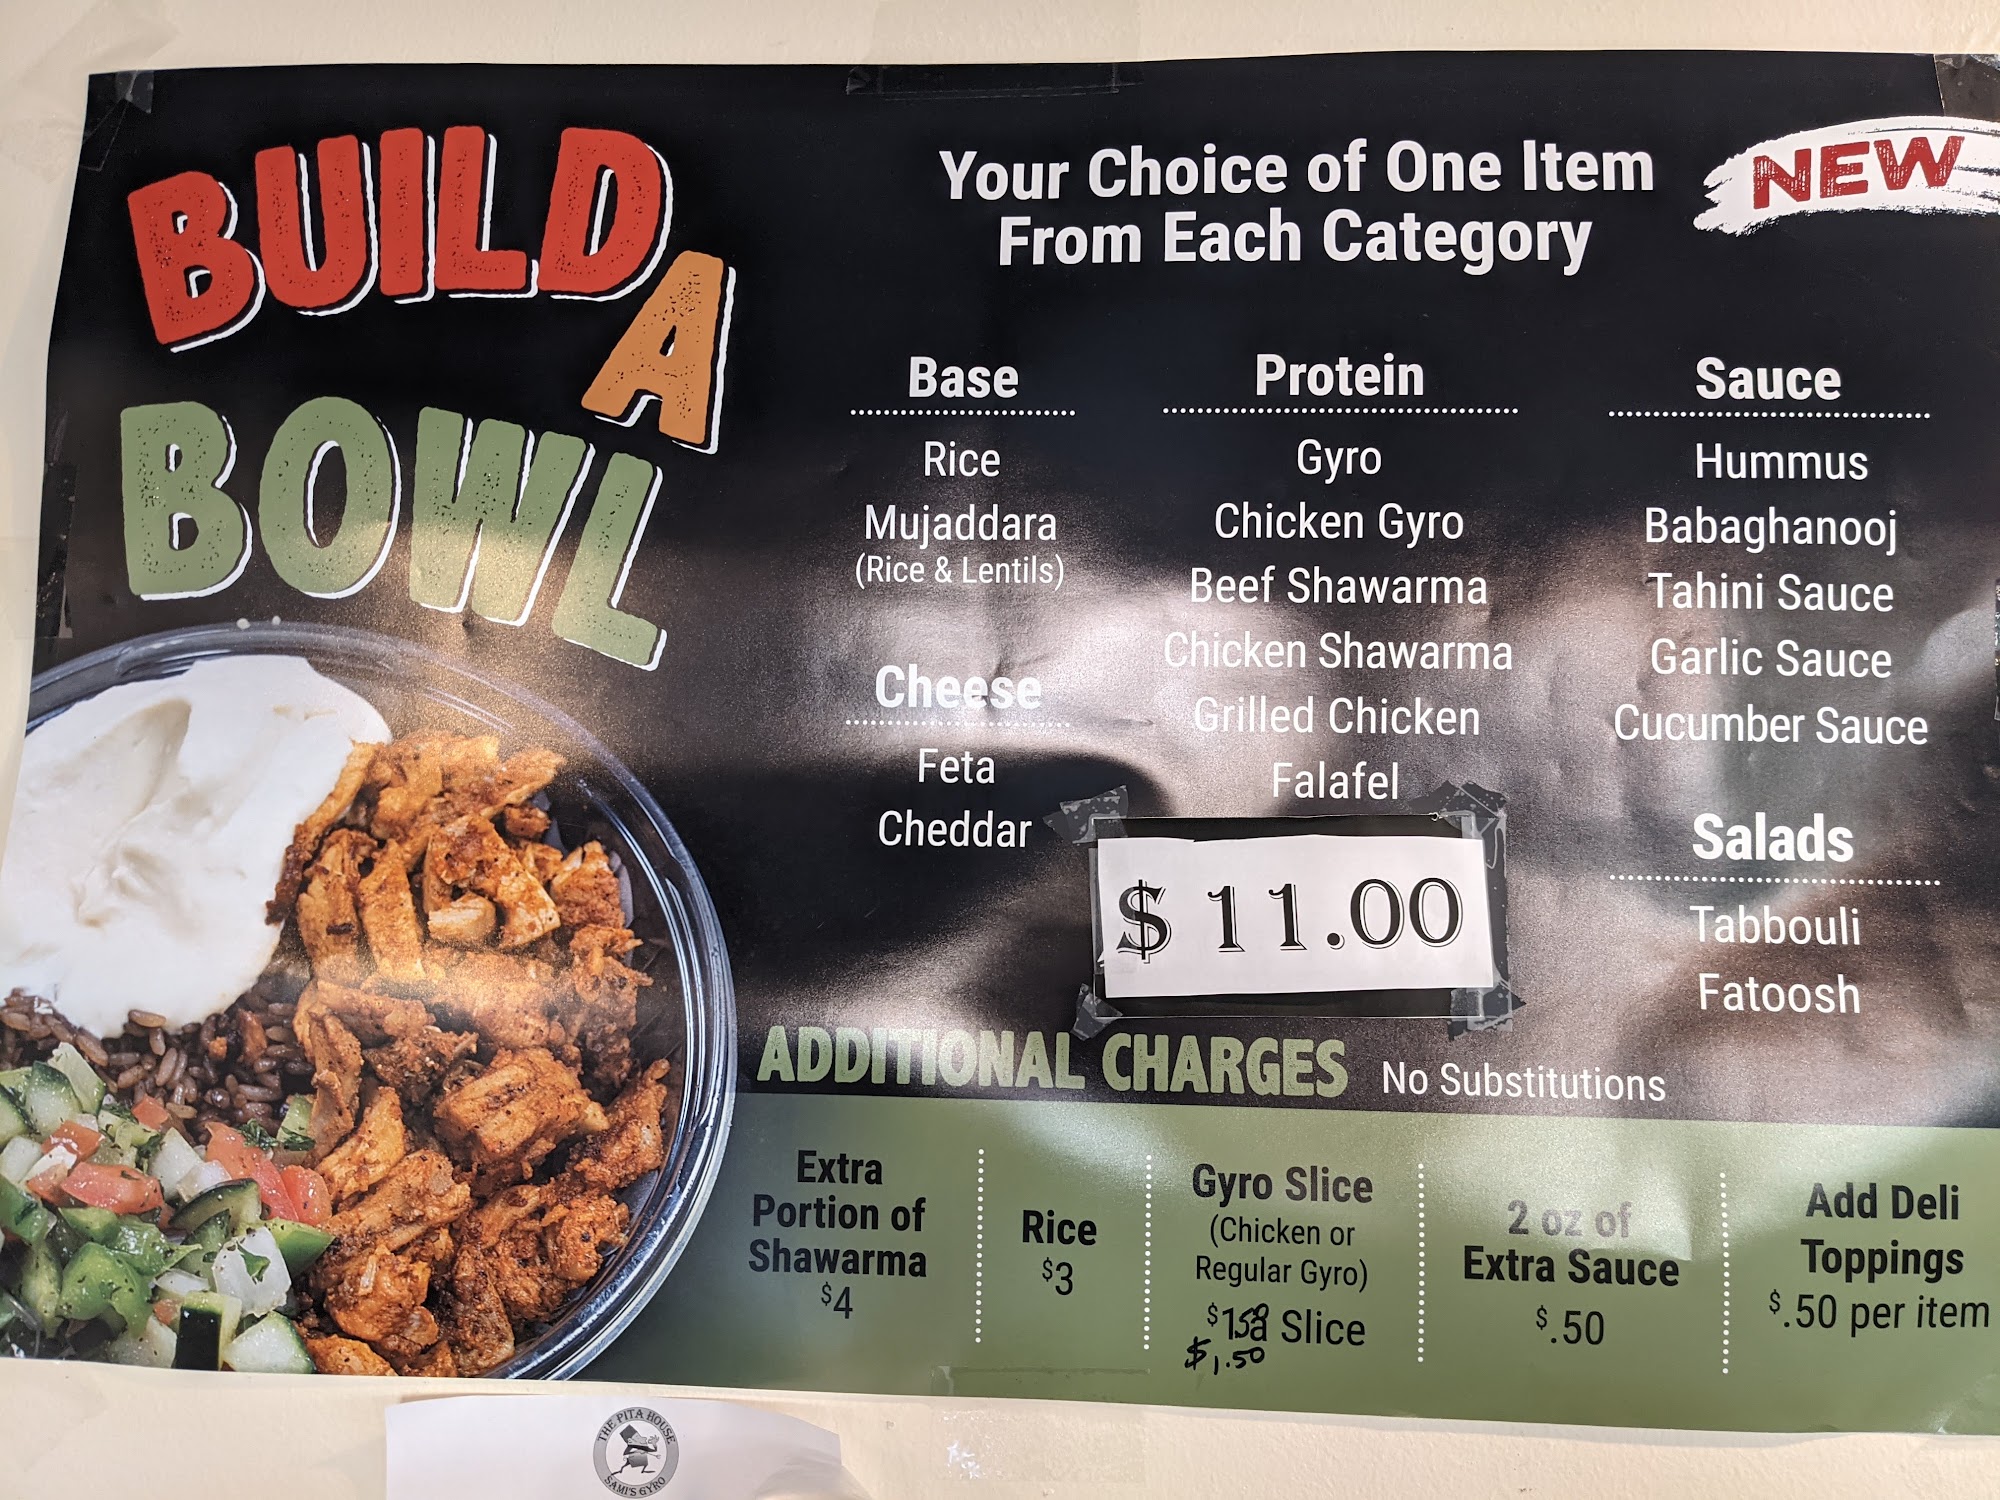 BUILD
A
BOWL
Your Choice of One Item
From Each Category
NEW
Base
Rice
Mujaddara
(Rice & Lentils)
Cheese
Feta
Cheddar
Protein
Gyro
Chicken Gyro
Beef Shawarma
Chicken Shawarma
Grilled Chicken
Falafel
$ 11.00
Sauce
Hummus
Babaghanooj
Tahini Sauce
Garlic Sauce
Cucumber Sauce
Salads
Tabbouli
Fatoosh
ADDITIONAL CHARGES No Substitutions
Extra
Portion of
Shawarma
$4
Rice
$3
Gyro Slice
(Chicken or
Regular Gyro)
$1.50 Slice
$1.50
2 oz of
Extra Sauce
$.50
Add Deli
Toppings
$.50 per item
THE PITA HOUSE
SAMI'S GYRO